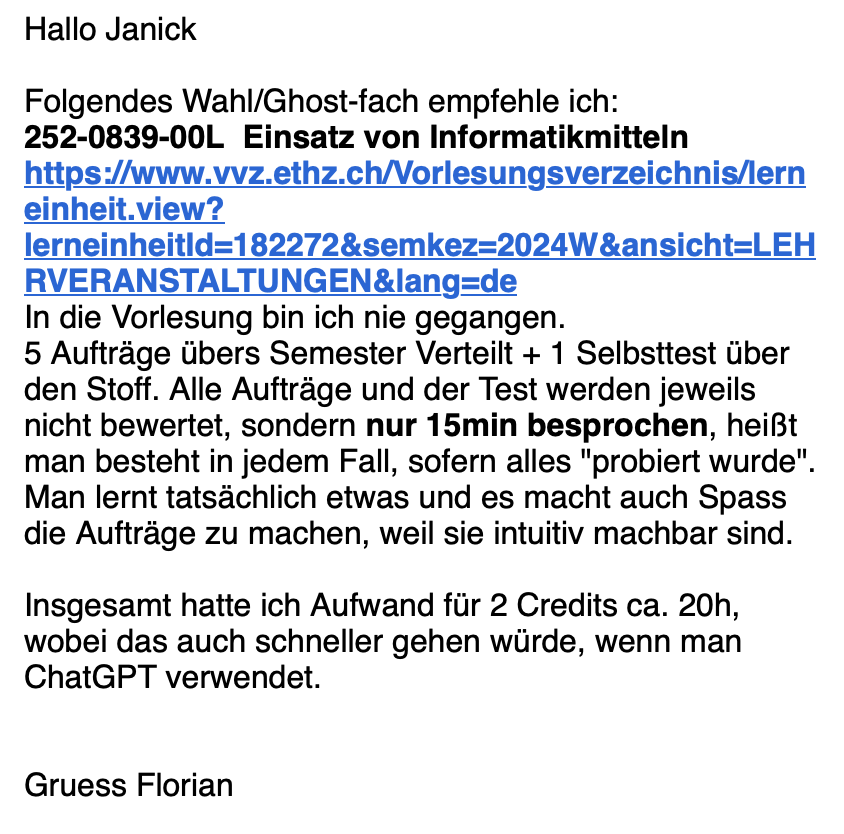 Hallo Janick
Folgendes Wahl/Ghost-fach empfehle ich:
252-0839-00L  Einsatz von Informatikmitteln
https://www.vvz.ethz.ch/Vorlesungsverzeichnis/lern
einheit.view?
lerneinheitId=182272&semkez=2024W&ansicht=LEH
RVERANSTALTUNGEN&lang=de
In die Vorlesung bin ich nie gegangen.
5 Aufträge übers Semester Verteilt + 1 Selbsttest über
den Stoff. Alle Aufträge und der Test werden jeweils
nicht bewertet, sondern nur 15min besprochen, heißt
man besteht in jedem Fall, sofern alles "probiert wurde".
Man lernt tatsächlich etwas und es macht auch Spass
die Aufträge zu machen, weil sie intuitiv machbar sind.
Insgesamt hatte ich Aufwand für 2 Credits ca. 20h,
wobei das auch schneller gehen würde, wenn man
ChatGPT verwendet.
Gruess Florian